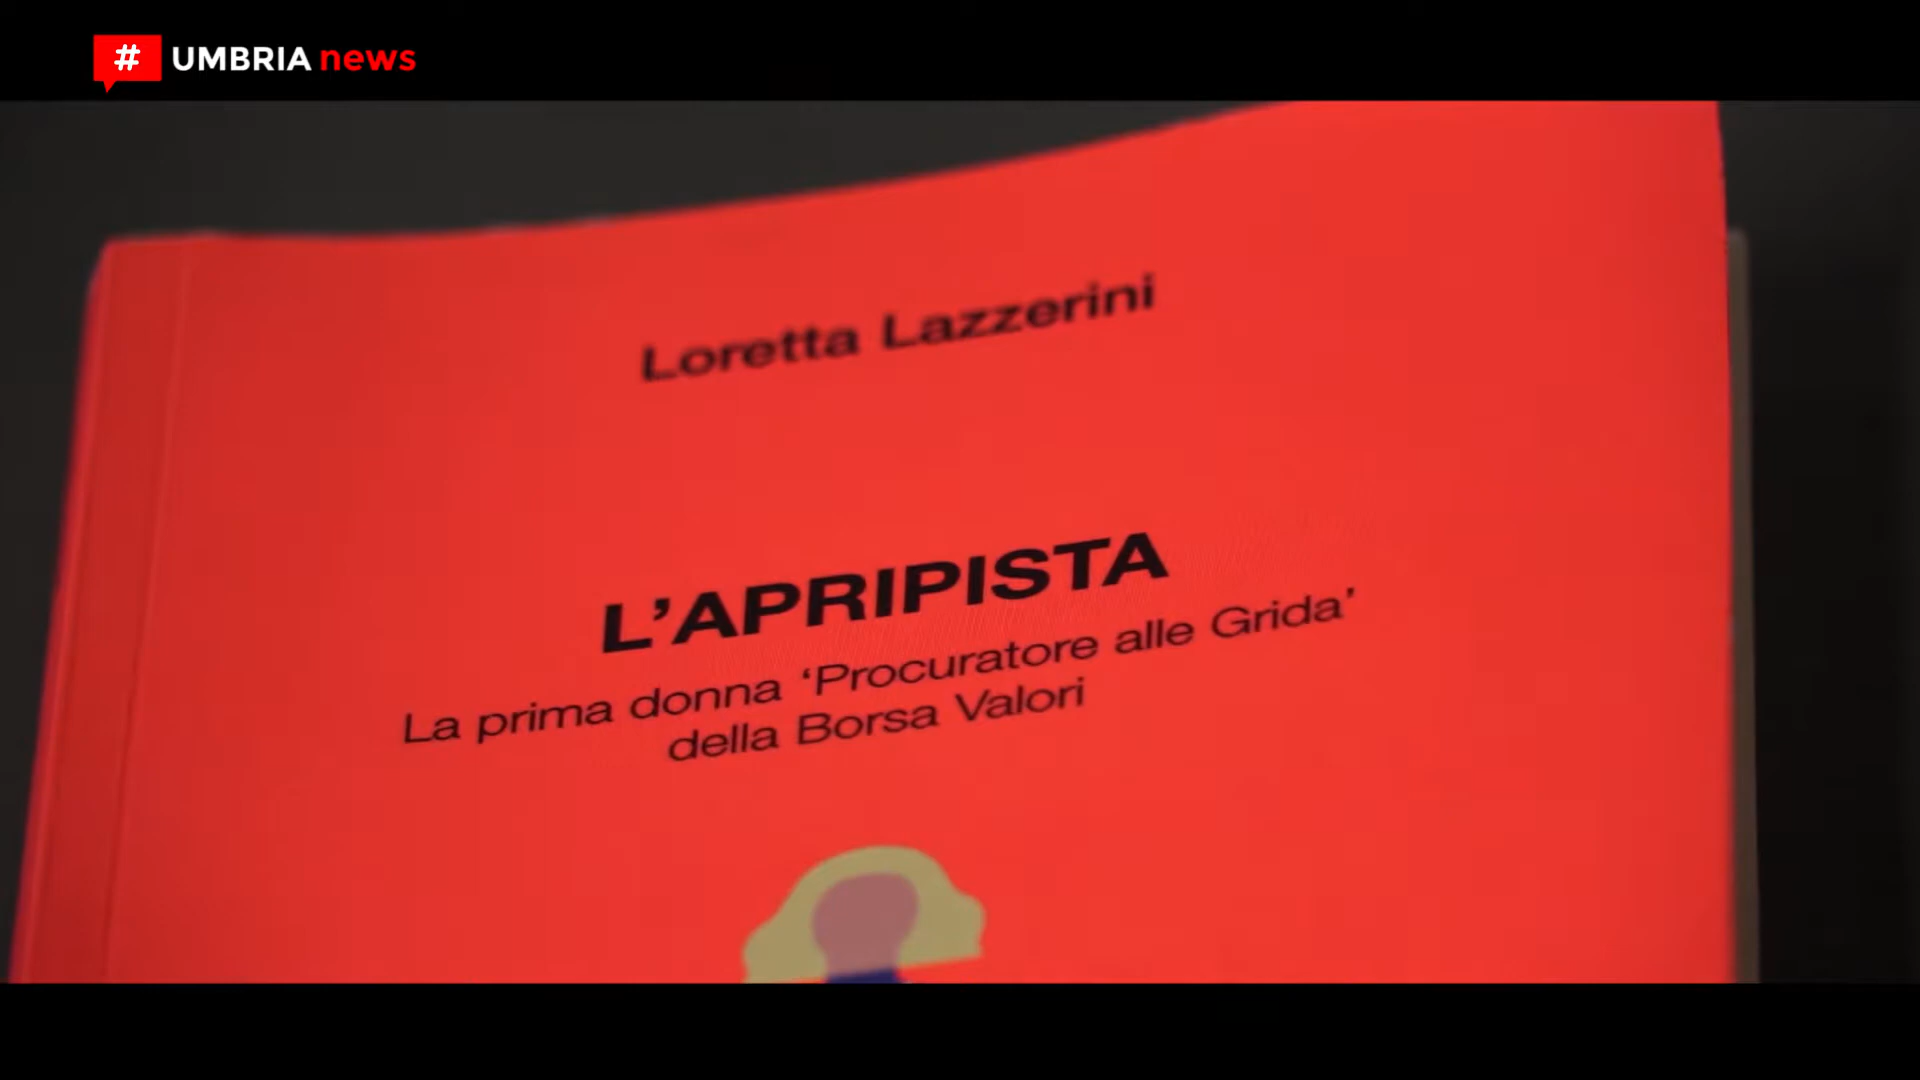 # UMBRIA news
Loretta Lazzerini
L'APRIPISTA
La prima donna ‘Procuratore alle Grida’
della Borsa Valori